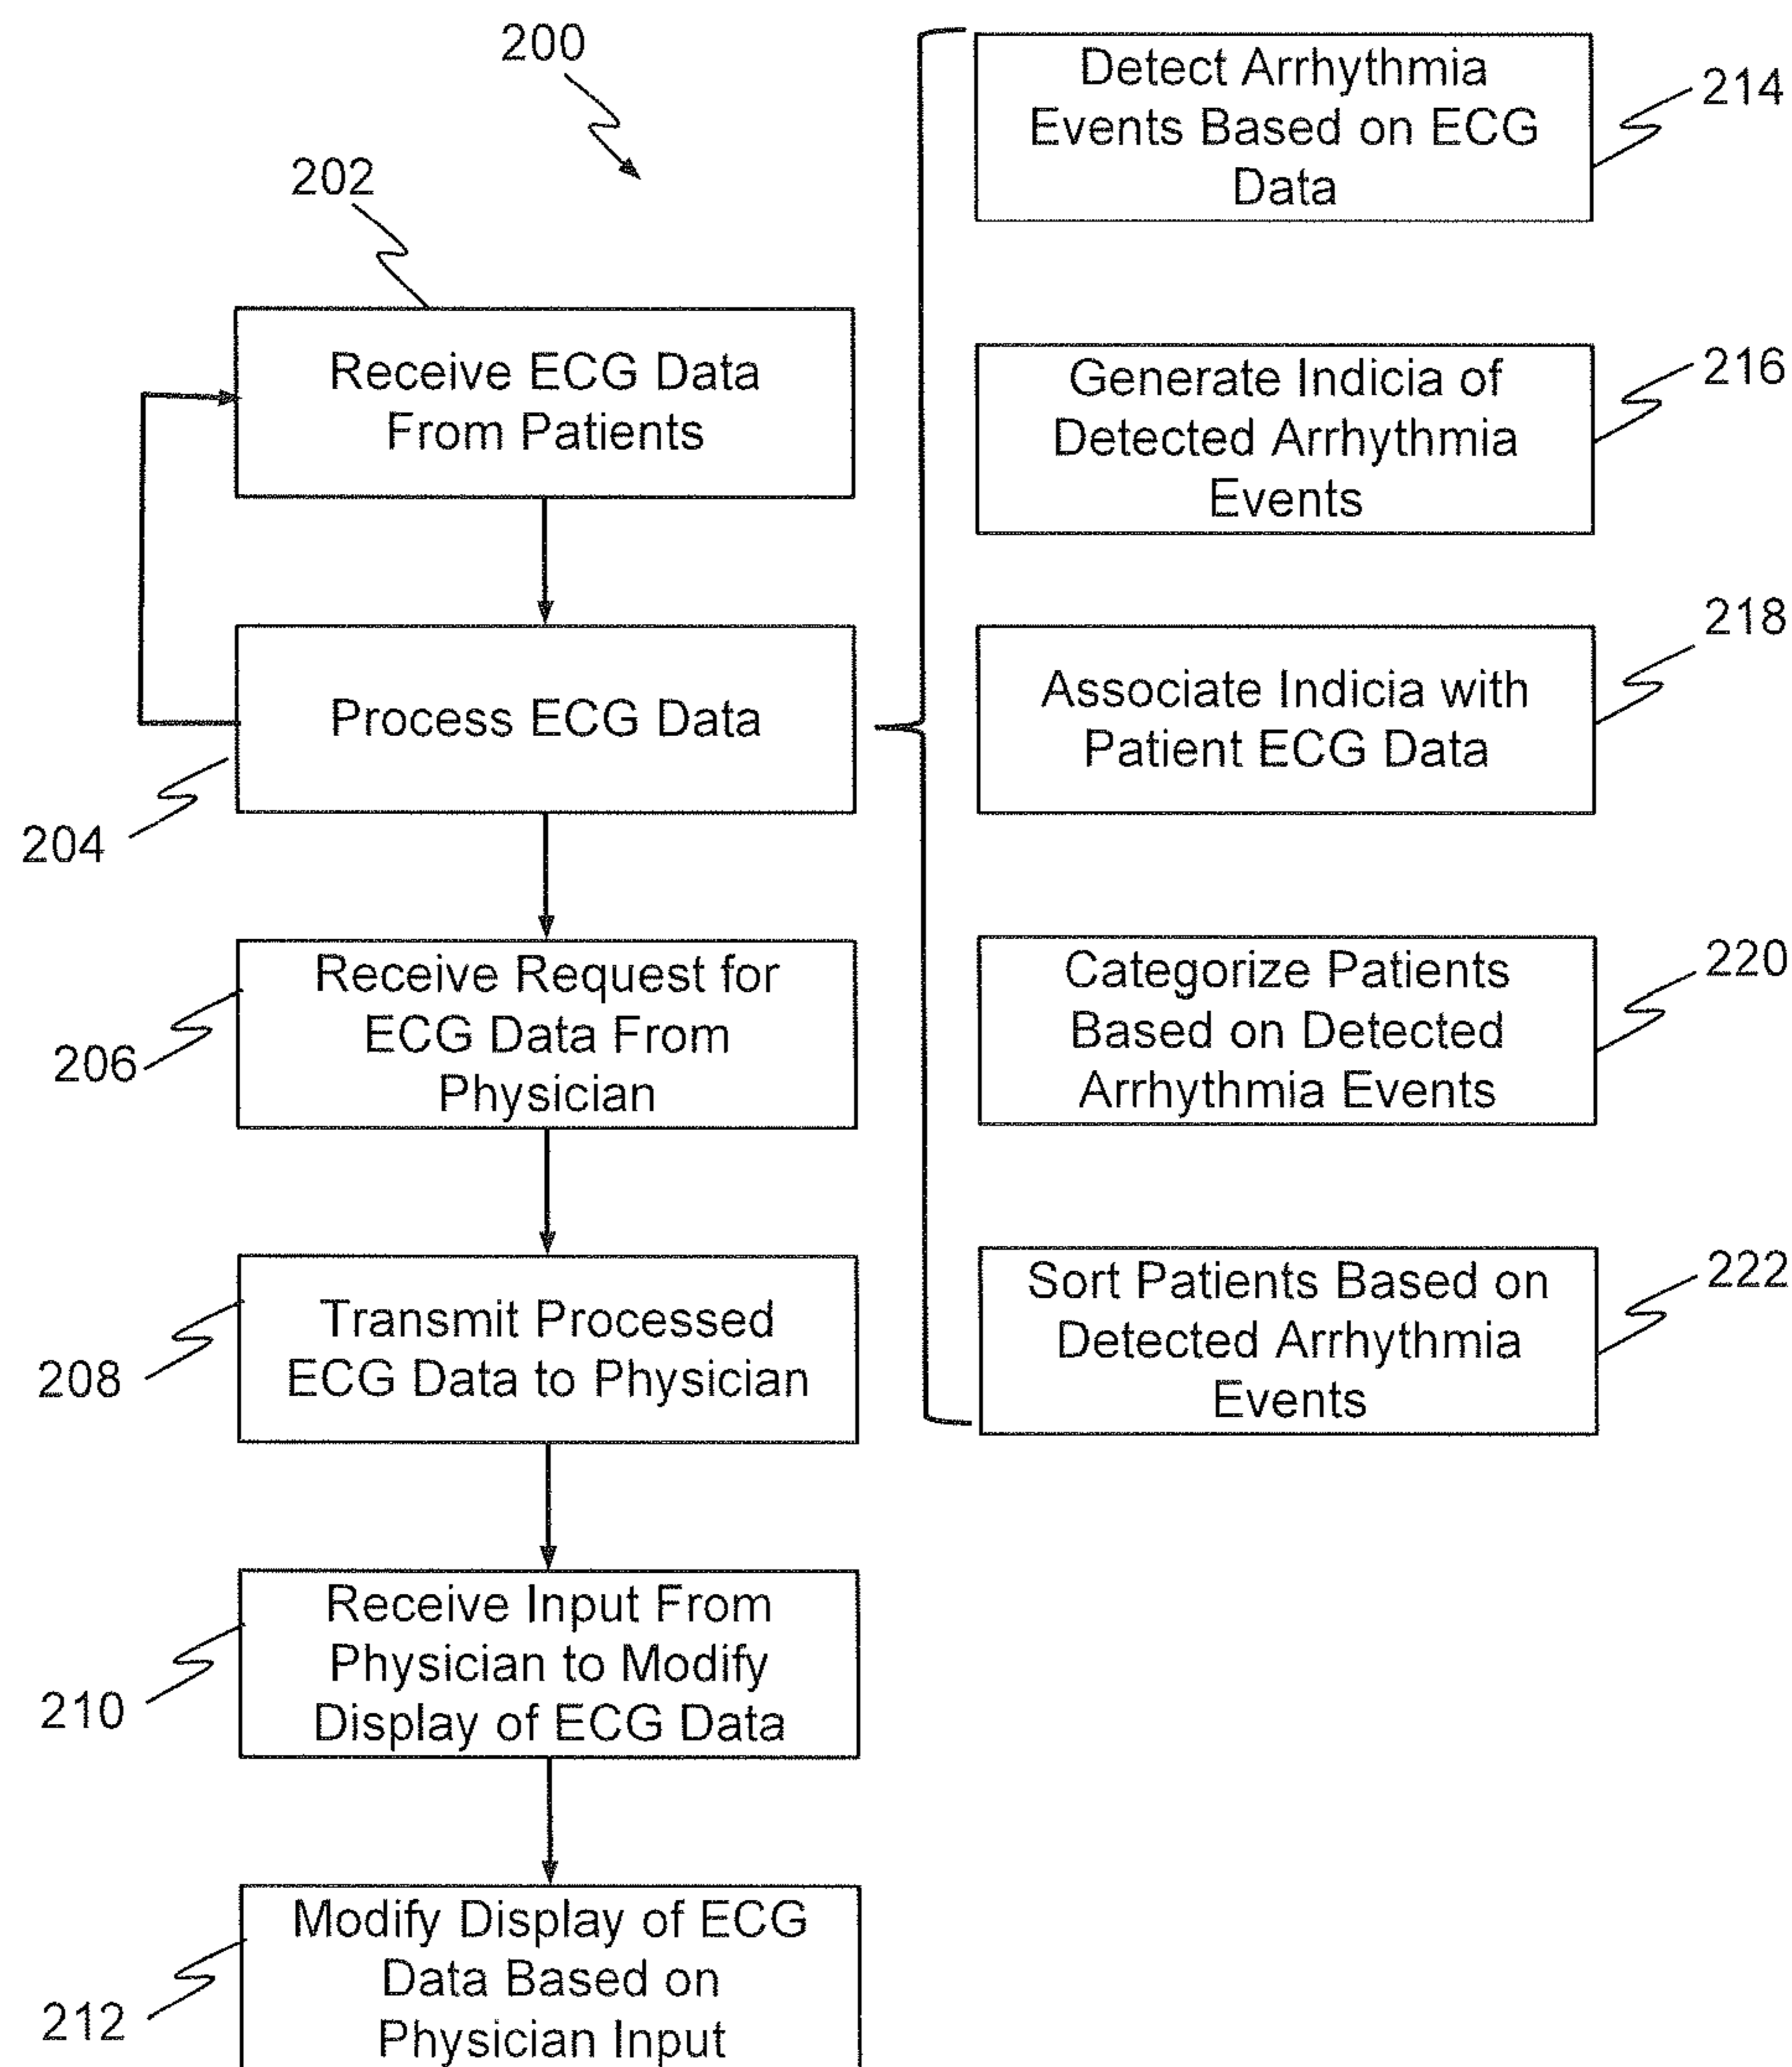 200
202
Receive ECG Data
From Patients
Process ECG Data
204
Receive Request for
ECG Data From
Physician
206
Transmit Processed
ECG Data to Physician
208
Receive Input From
Physician to Modify
Display of ECG Data
210
Modify Display of ECG
Data Based on
Physician Input
212
Detect Arrhythmia
Events Based on ECG
Data
214
Generate Indicia of
Detected Arrhythmia
Events
216
Associate Indicia with
Patient ECG Data
218
Categorize Patients
Based on Detected
Arrhythmia Events
220
Sort Patients Based on
Detected Arrhythmia
Events
222